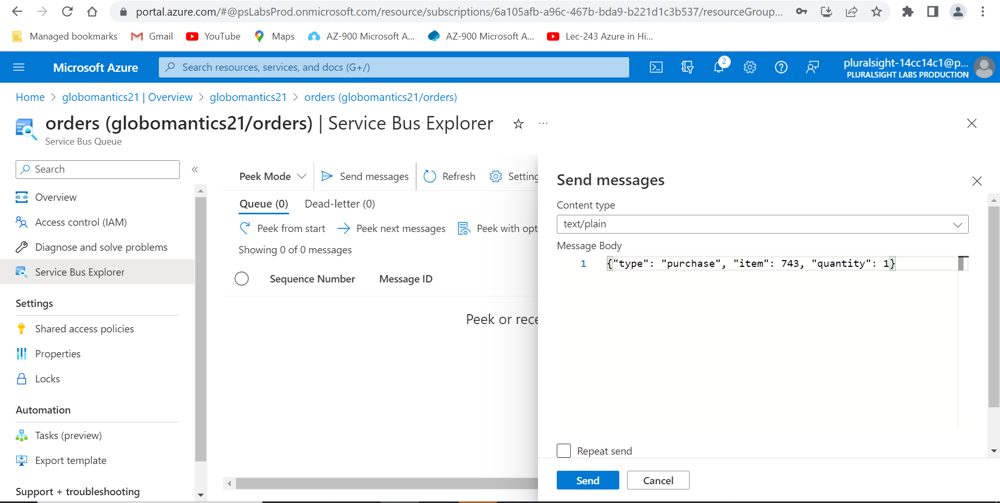 portal.azure.com/#@psLabsProd.onmicrosoft.com/resource/subscriptions/6a105afb-a96c-467b-bda9-b221d1c3b537/resourceGroup...
Managed bookmarks Gmail YouTube Maps AZ-900 Microsoft A... AZ-900 Microsoft A... Lec-243 Azure in Hi...
Microsoft Azure Search resources, services, and docs (G+/) 2 pluralsight-14cc14c1@p...
PLURALSIGHT LABS PRODUCTION
Home > globomantics21 | Overview > globomantics21 > orders (globomantics21/orders)
orders (globomantics21/orders) | Service Bus Explorer ...
Service Bus Queue
Search
Overview
Access control (IAM)
Diagnose and solve problems
Service Bus Explorer
Settings
Shared access policies
Properties
Locks
Automation
Tasks (preview)
Export template
Support + troubleshooting
Peek Mode Send messages Refresh Setting
Queue (0) Dead-letter (0)
Peek from start Peek next messages Peek with opt
Showing 0 of 0 messages
Sequence Number Message ID
Peek or rece
Send messages
Content type
text/plain
Message Body
1 {"type": "purchase", "item": 743, "quantity": 1}
Repeat send
Send Cancel